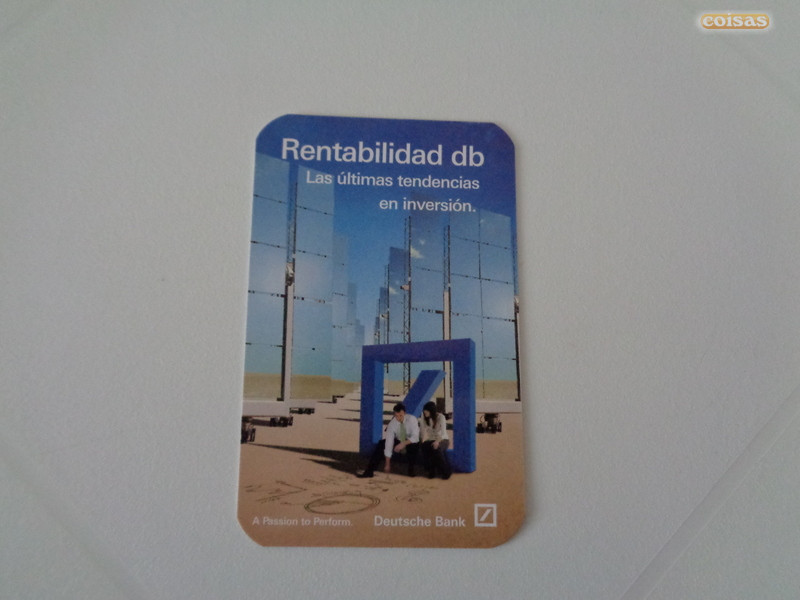 coisas
Rentabilidad db
Las últimas tendencias
en inversión.
A Passion to Perform.
Deutsche Bank